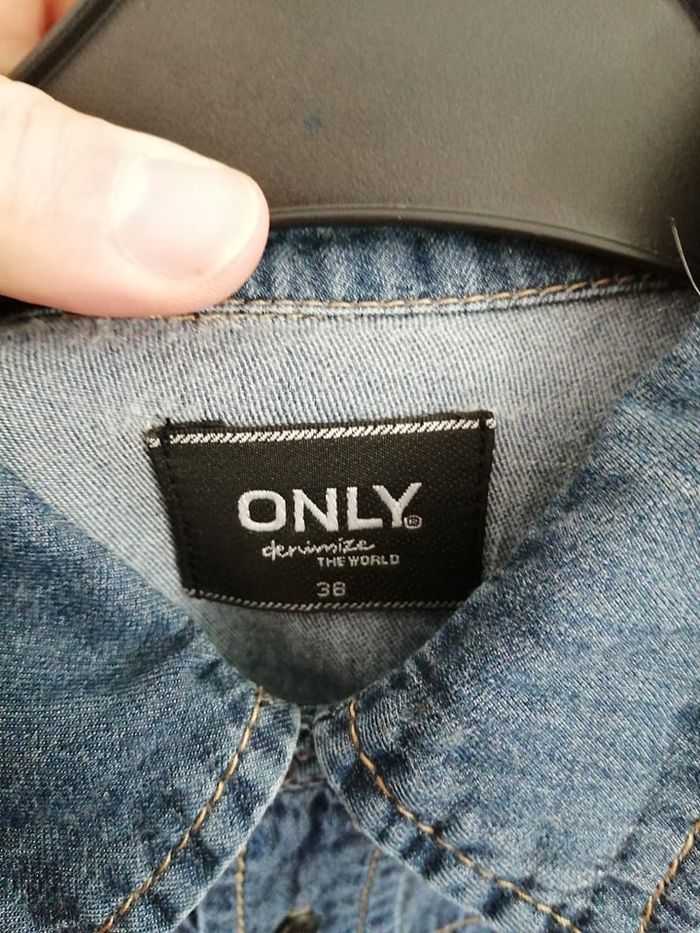 ONLY®
denimize
THE WORLD
38